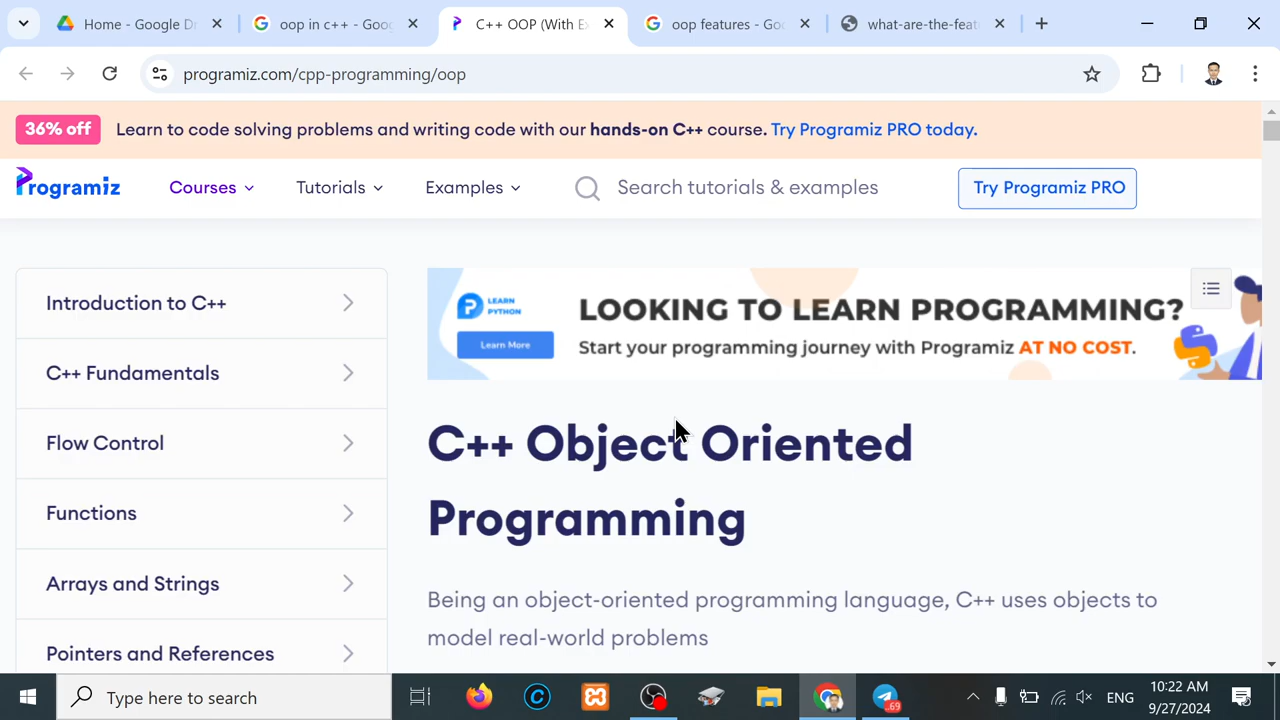 Home - Google Dr
oop in c++ - Goog
C++ OOP (With Ex
oop features - Goo
what-are-the-feat
programiz.com/cpp-programming/oop
36% off Learn to code solving problems and writing code with our hands-on C++ course. Try Programiz PRO today.
Programiz
Courses
Tutorials
Examples
Search tutorials & examples
Try Programiz PRO
Introduction to C++
C++ Fundamentals
Flow Control
Functions
Arrays and Strings
Pointers and References
LEARN
PYTHON
Learn More
LOOKING TO LEARN PROGRAMMING?
Start your programming journey with Programiz AT NO COST.
C++ Object Oriented
Programming
Being an object-oriented programming language, C++ uses objects to
model real-world problems
Type here to search
.69
ENG
10:22 AM
9/27/2024